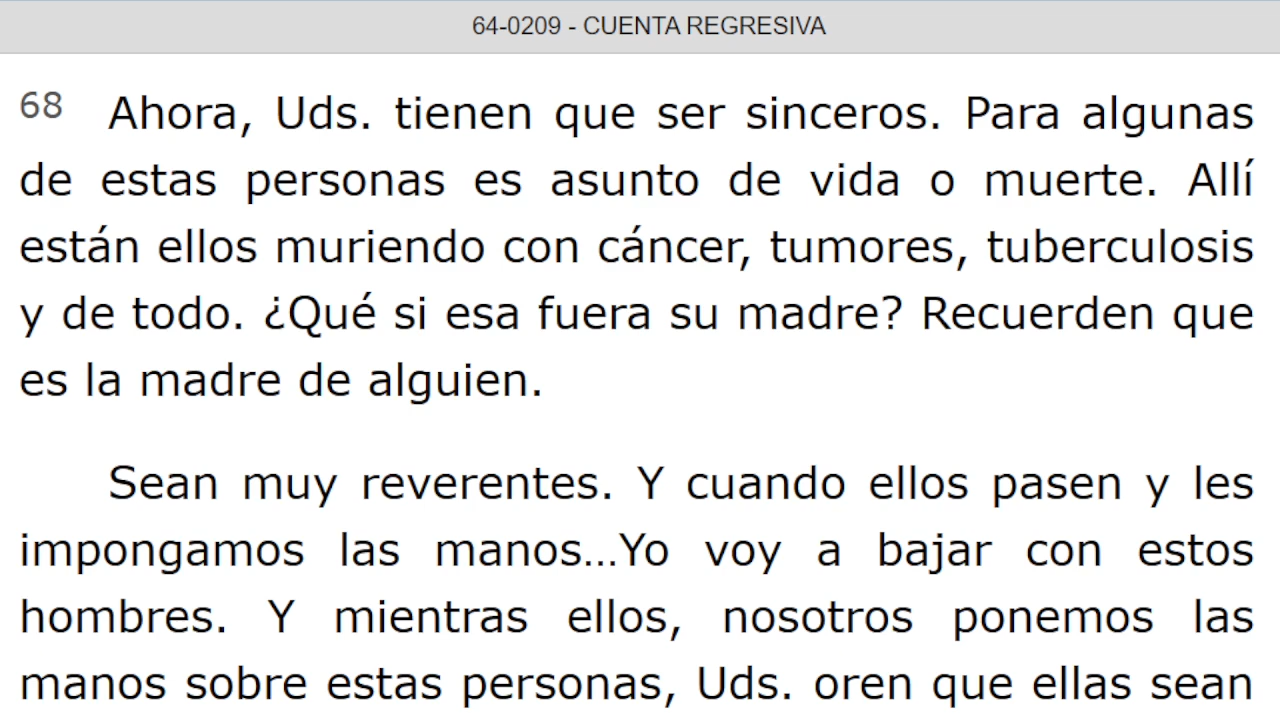 64-0209 - CUENTA REGRESIVA
68 Ahora, Uds. tienen que ser sinceros. Para algunas
de estas personas es asunto de vida o muerte. Allí
están ellos muriendo con cáncer, tumores, tuberculosis
y de todo. ¿Qué si esa fuera su madre? Recuerden que
es la madre de alguien.
Sean muy reverentes. Y cuando ellos pasen y les
impongamos las manos...Yo voy a bajar con estos
hombres. Y mientras ellos, nosotros ponemos las
manos sobre estas personas, Uds. oren que ellas sean